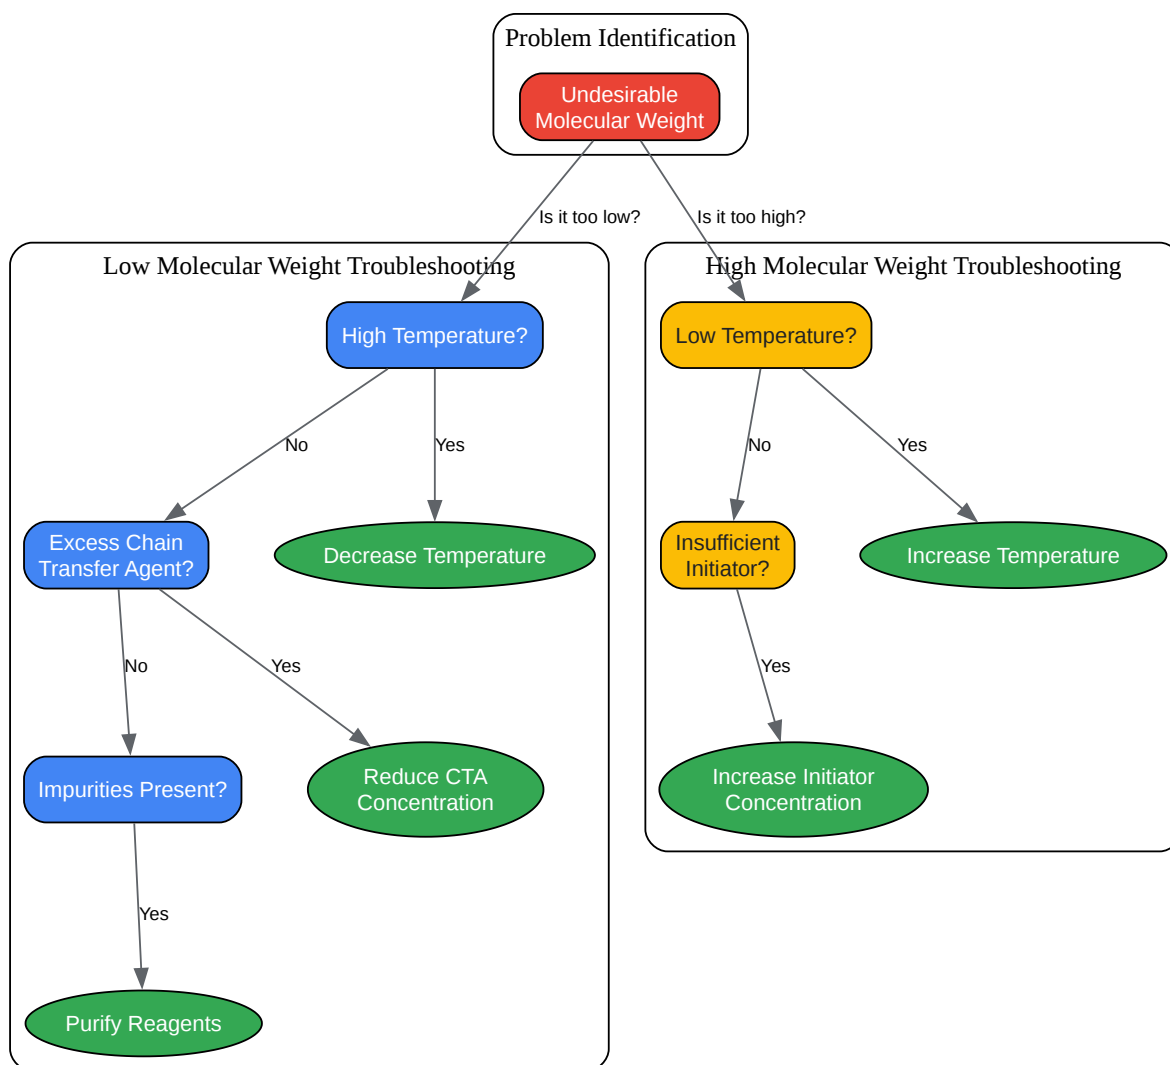 Problem Identification
Undesirable
Molecular Weight
Is it too low?
Is it too high?
Low Molecular Weight Troubleshooting
High Molecular Weight Troubleshooting
High Temperature?
Low Temperature?
No
Yes
No
Yes
Excess Chain
Transfer Agent?
Decrease Temperature
Insufficient
Initiator?
Increase Temperature
No
Yes
Yes
Impurities Present?
Reduce CTA
Concentration
Increase Initiator
Concentration
Yes
Purify Reagents